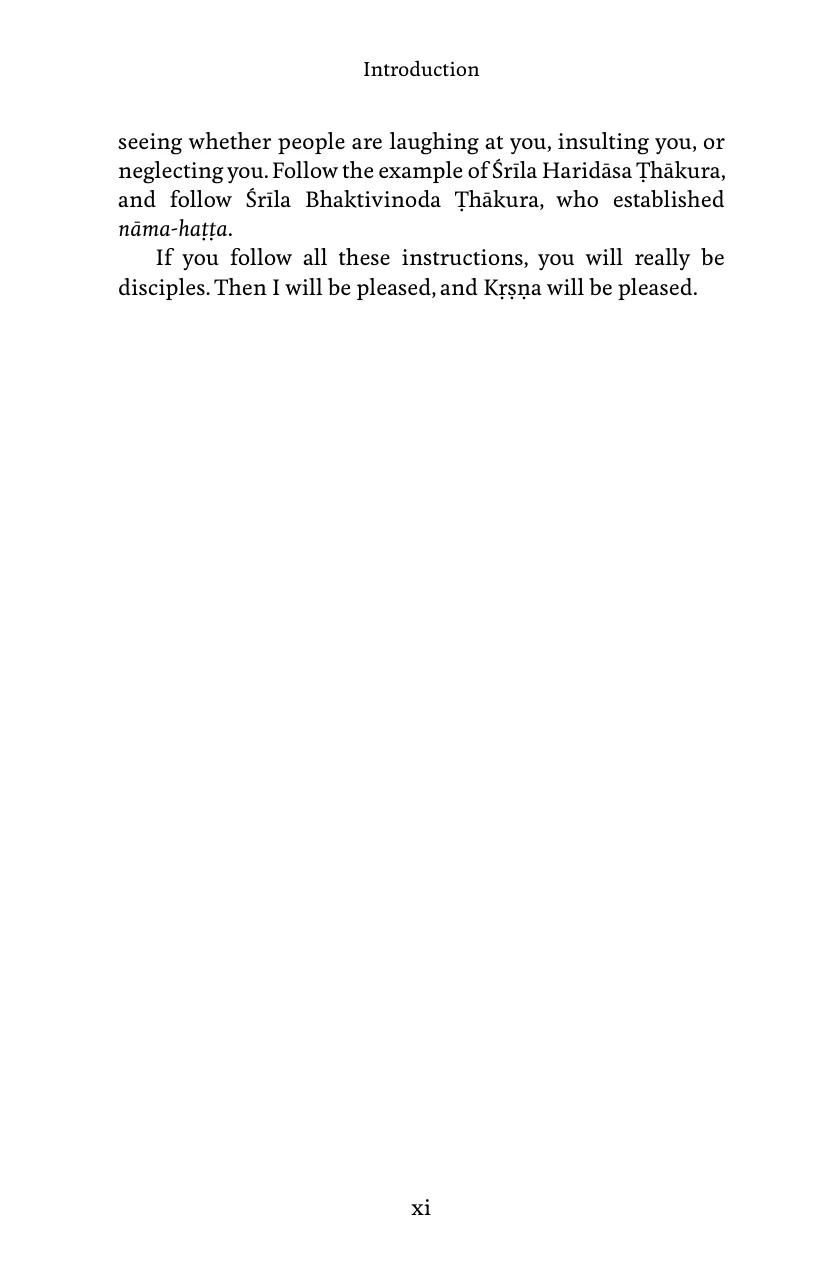 Introduction
seeing whether people are laughing at you, insulting you, or
neglecting you. Follow the example of Śrīla Haridāsa Ṭhākura,
and follow Śrīla Bhaktivinoda Ṭhākura, who established
nāma-haṭṭa.
If you follow all these instructions, you will really be
disciples. Then I will be pleased, and Kṛṣṇa will be pleased.
xi